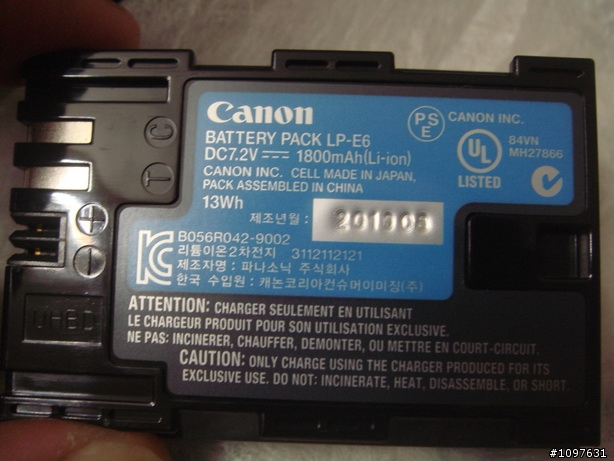 Canon
BATTERY PACK LP-E6
DC7.2V 1800mAh(Li-ion)
CANON INC. CELL MADE IN JAPAN,
PACK ASSEMBLED IN CHINA
13Wh
PSE CANON INC.
UL
LISTED
84VN
MH27866
제조년월 : 201006
B056R042-9002
리튬이온2차전지 3112112121
제조자명 : 파나소닉 주식회사
한국 수입원 : 캐논코리아컨슈머이미징(주)
C
T
+
-
UHBD
ATTENTION: CHARGER SEULEMENT EN UTILISANT
LE CHARGEUR PRODUIT POUR SON UTILISATION EXCLUSIVE.
NE PAS: INCINERER, CHAUFFER, DEMONTER, OU METTRE EN COURT-CIRCUIT.
CAUTION: ONLY CHARGE USING THE CHARGER PRODUCED FOR ITS
EXCLUSIVE USE. DO NOT: INCINERATE, HEAT, DISASSEMBLE, OR SHORT.
#1097631